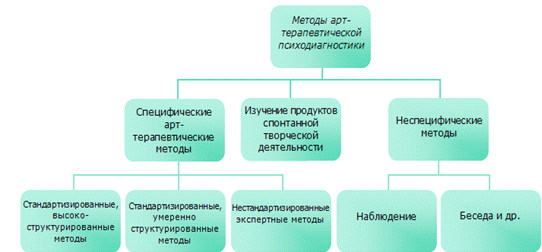 Методы арт-
терапевтической
психодиагностики
Специфические
арт-
терапевтические
методы
Изучение продуктов
спонтанной
творческой
деятельности
Неспецифические
методы
Стандартизированные,
высоко-
структурированные
методы
Стандартизированные,
умеренно
структурированные
методы
Нестандартизированные
экспертные методы
Наблюдение
Беседа и др.